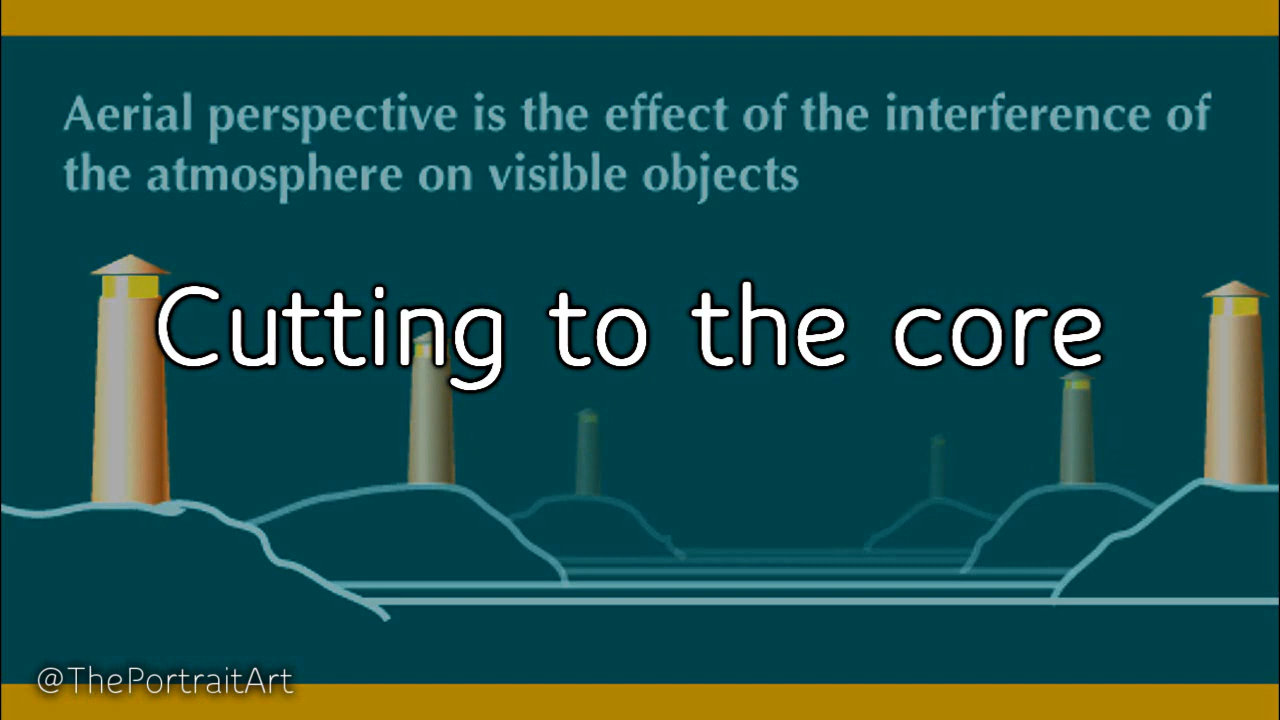 Aerial perspective is the effect of the interference of
the atmosphere on visible objects
Cutting to the core
@ThePortraitArt